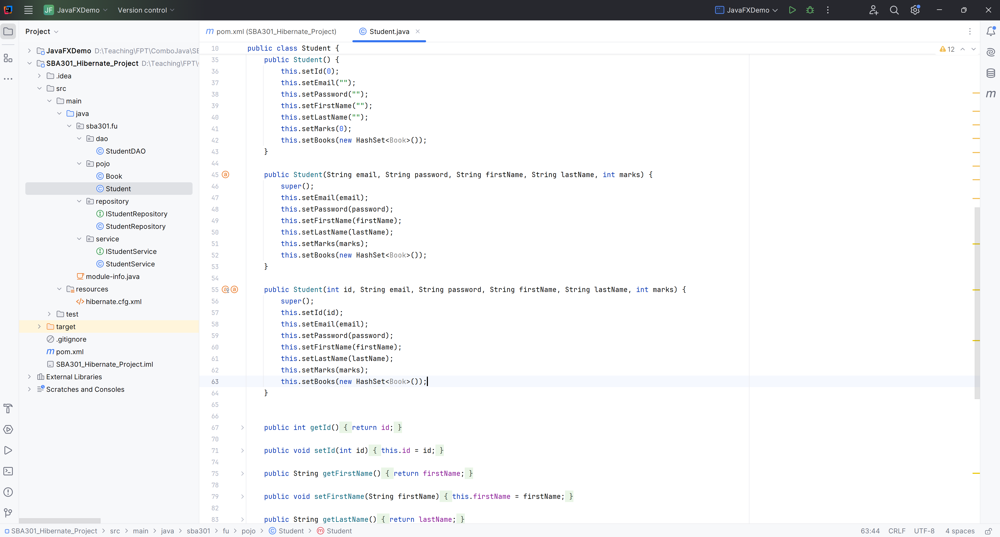 JF JavaFXDemo Version control JavaFXDemo
Project
JavaFXDemo D:\Teaching\FPT\ComboJava\SE
SBA301_Hibernate_Project D:\Teaching\FPT\
.idea
src
main
java
sba301.fu
dao
StudentDAO
pojo
Book
Student
repository
IStudentRepository
StudentRepository
service
IStudentService
StudentService
module-info.java
resources
hibernate.cfg.xml
test
target
.gitignore
pom.xml
SBA301_Hibernate_Project.iml
External Libraries
Scratches and Consoles
pom.xml (SBA301_Hibernate_Project) Student.java
12
10 public class Student {
35 public Student() {
36 this.setId(0);
37 this.setEmail("");
38 this.setPassword("");
39 this.setFirstName("");
40 this.setLastName("");
41 this.setMarks(0);
42 this.setBooks(new HashSet<Book>());
43 }
44
45 public Student(String email, String password, String firstName, String lastName, int marks) {
46 super();
47 this.setEmail(email);
48 this.setPassword(password);
49 this.setFirstName(firstName);
50 this.setLastName(lastName);
51 this.setMarks(marks);
52 this.setBooks(new HashSet<Book>());
53 }
54
55 public Student(int id, String email, String password, String firstName, String lastName, int marks) {
56 super();
57 this.setId(id);
58 this.setEmail(email);
59 this.setPassword(password);
60 this.setFirstName(firstName);
61 this.setLastName(lastName);
62 this.setMarks(marks);
63 this.setBooks(new HashSet<Book>());
64 }
65
66
67 public int getId() { return id; }
70
71 public void setId(int id) { this.id = id; }
74
75 public String getFirstName() { return firstName; }
78
79 public void setFirstName(String firstName) { this.firstName = firstName; }
82
83 public String getLastName() { return lastName; }
SBA301_Hibernate_Project > src > main > java > sba301 > fu > pojo > Student > Student
63:44 CRLF UTF-8 4 spaces